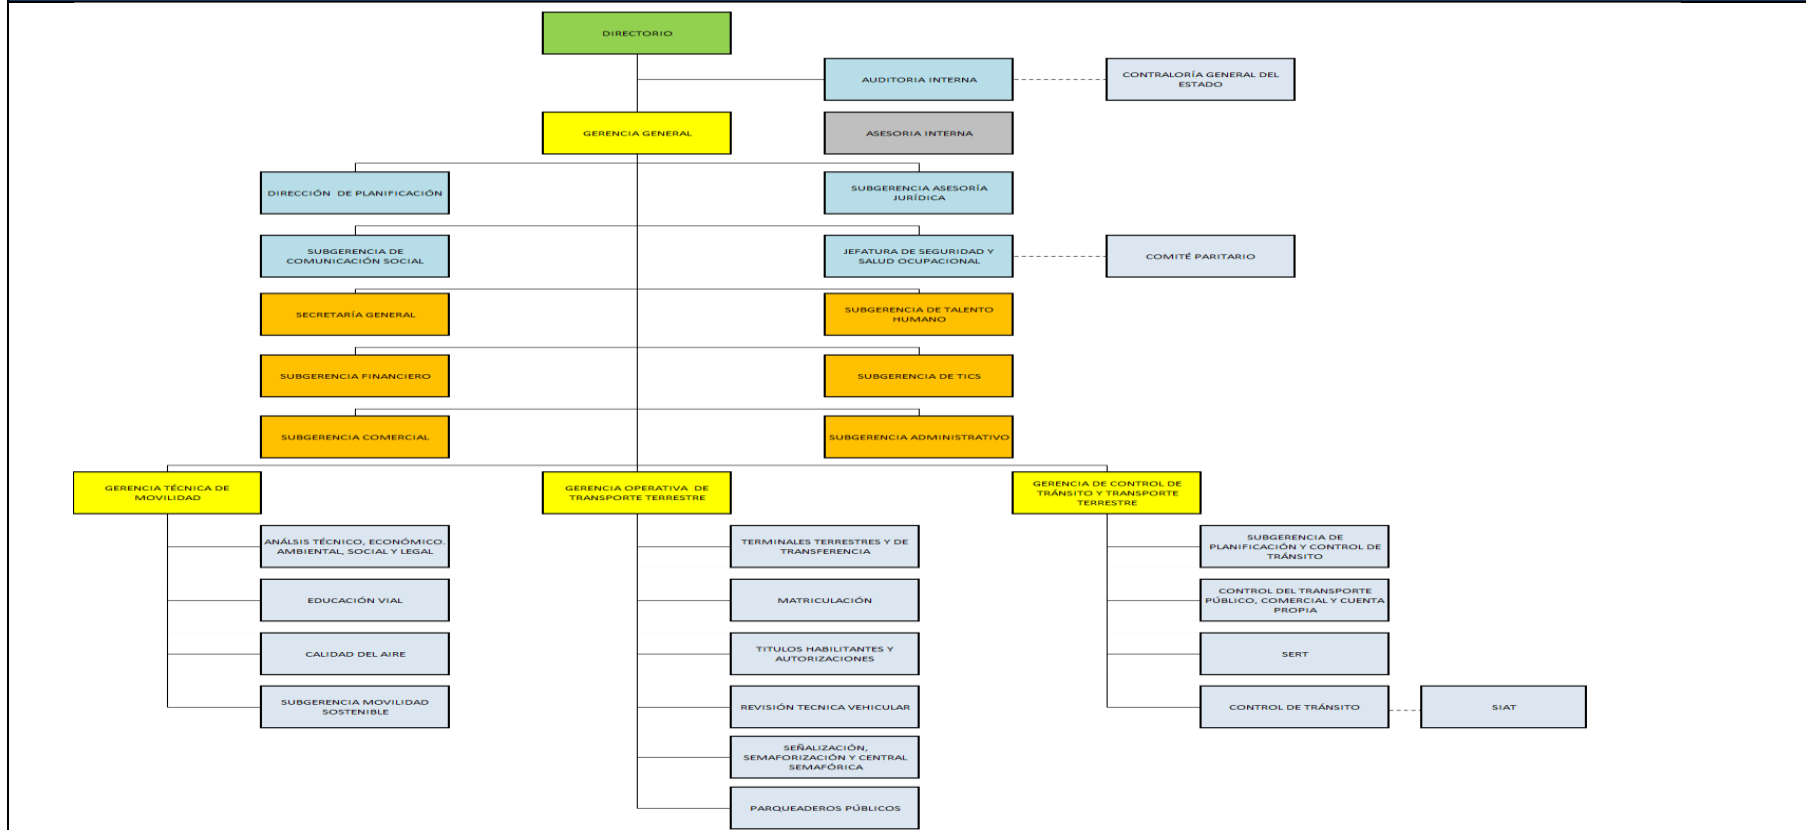 DIRECTORIO
AUDITORIA INTERNA
CONTRALORÍA GENERAL DEL
ESTADO
GERENCIA GENERAL
ASESORIA INTERNA
DIRECCIÓN DE PLANIFICACIÓN
SUBGERENCIA ASESORÍA
JURÍDICA
SUBGERENCIA DE
COMUNICACIÓN SOCIAL
JEFATURA DE SEGURIDAD Y
SALUD OCUPACIONAL
COMITÉ PARITARIO
SECRETARÍA GENERAL
SUBGERENCIA DE TALENTO
HUMANO
SUBGERENCIA FINANCIERO
SUBGERENCIA DE TICS
SUBGERENCIA COMERCIAL
SUBGERENCIA ADMINISTRATIVO
GERENCIA TÉCNICA DE
MOVILIDAD
GERENCIA OPERATIVA DE
TRANSPORTE TERRESTRE
GERENCIA DE CONTROL DE
TRÁNSITO Y TRANSPORTE
TERRESTRE
ANÁLSIS TÉCNICO, ECONÓMICO.
AMBIENTAL, SOCIAL Y LEGAL
EDUCACIÓN VIAL
CALIDAD DEL AIRE
SUBGERENCIA MOVILIDAD
SOSTENIBLE
TERMINALES TERRESTRES Y DE
TRANSFERENCIA
MATRICULACIÓN
TITULOS HABILITANTES Y
AUTORIZACIONES
REVISIÓN TECNICA VEHICULAR
SEÑALIZACIÓN,
SEMAFORIZACIÓN Y CENTRAL
SEMAFÓRICA
PARQUEADEROS PÚBLICOS
SUBGERENCIA DE
PLANIFICACIÓN Y CONTROL DE
TRÁNSITO
CONTROL DEL TRANSPORTE
PÚBLICO, COMERCIAL Y CUENTA
PROPIA
SERT
CONTROL DE TRÁNSITO
SIAT